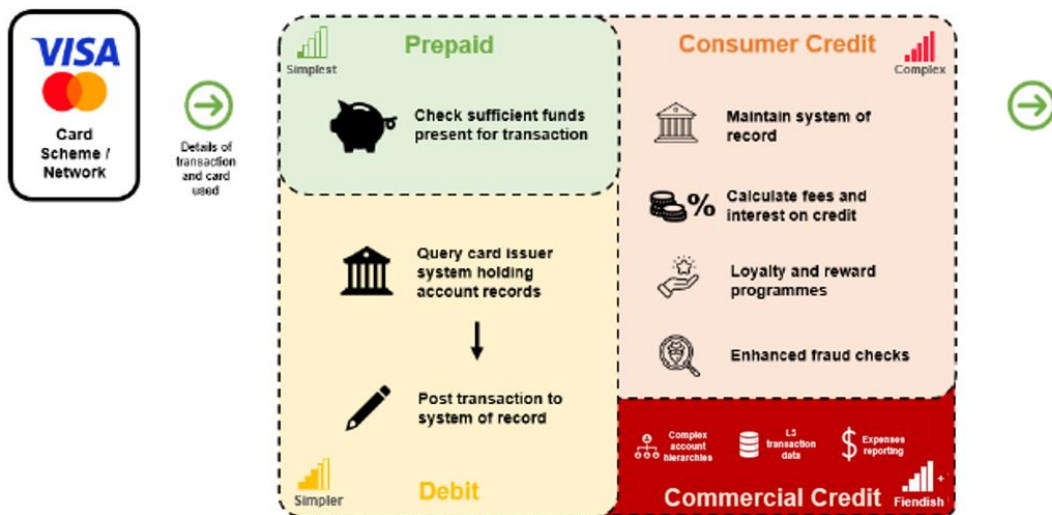 VISA
Card
Scheme /
Network
Details of
transaction
and card
used
Prepaid
Simplest
Check sufficient funds
present for transaction
Query card issuer
system holding
account records
Post transaction to
system of record
Simpler
Debit
Consumer Credit
Complex
Maintain system of
record
%
Calculate fees and
interest on credit
Loyalty and reward
programmes
Enhanced fraud checks
Complex
account
hierarchies
L3
transaction
data
$
Expenses
reporting
Commercial Credit
+
Fiendish